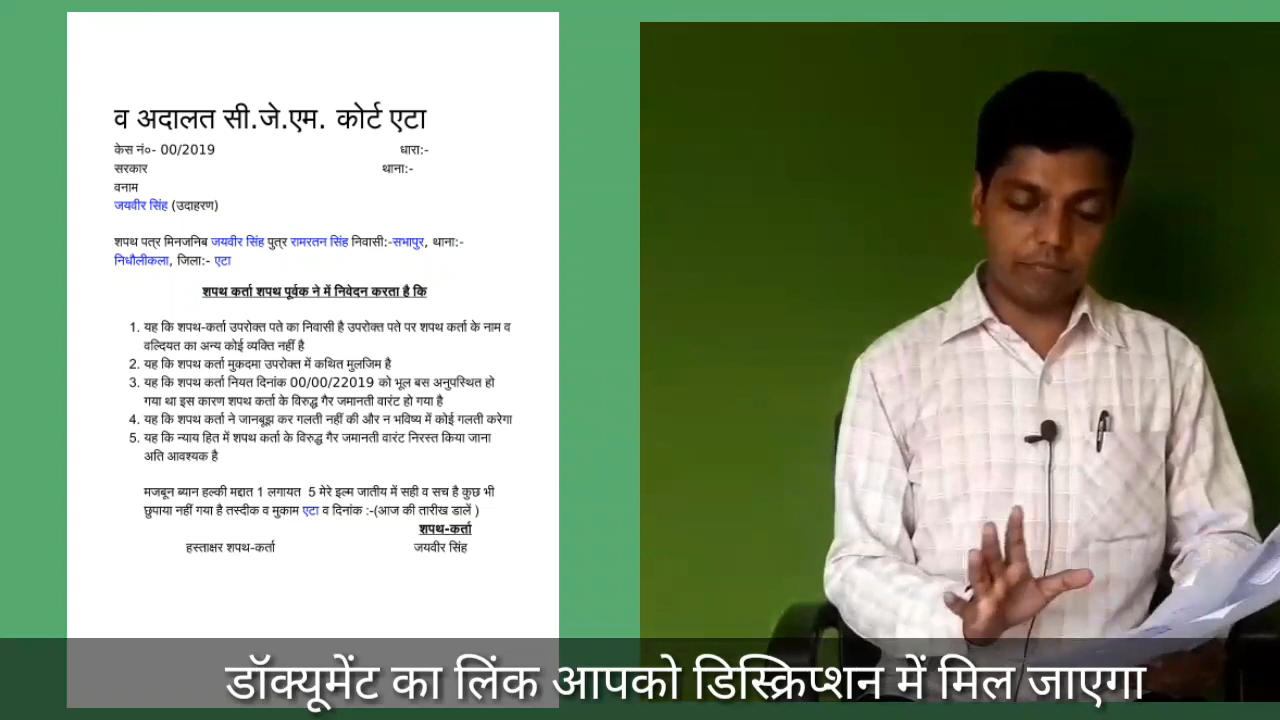 व अदालत सी.जे.एम. कोर्ट एटा
केस नं०- 00/2019 धारा:-
सरकार थाना:-
वनाम
जयवीर सिंह (उदाहरण)
शपथ पत्र मिनजनिब जयवीर सिंह पुत्र रामरतन सिंह निवासी:-सभापुर, थाना:-
निधौलीकला, जिला:- एटा
शपथ कर्ता शपथ पूर्वक ने में निवेदन करता है कि
1. यह कि शपथ-कर्ता उपरोक्त पते का निवासी है उपरोक्त पते पर शपथ कर्ता के नाम व
वल्दियत का अन्य कोई व्यक्ति नहीं है
2. यह कि शपथ कर्ता मुकदमा उपरोक्त में कथित मुलजिम है
3. यह कि शपथ कर्ता नियत दिनांक 00/00/22019 को भूल बस अनुपस्थित हो
गया था इस कारण शपथ कर्ता के विरुद्ध गैर जमानती वारंट हो गया है
4. यह कि शपथ कर्ता ने जानबूझ कर गलती नहीं की और न भविष्य में कोई गलती करेगा
5. यह कि न्याय हित में शपथ कर्ता के विरुद्ध गैर जमानती वारंट निरस्त किया जाना
अति आवश्यक है
मजबून ब्यान हल्की मद्दात 1 लगायत 5 मेरे इल्म जातीय में सही व सच है कुछ भी
छुपाया नहीं गया है तस्दीक व मुकाम एटा व दिनांक :-(आज की तारीख डालें )
शपथ-कर्ता
हस्ताक्षर शपथ-कर्ता जयवीर सिंह
डॉक्यूमेंट का लिंक आपको डिस्क्रिप्शन में मिल जाएगा